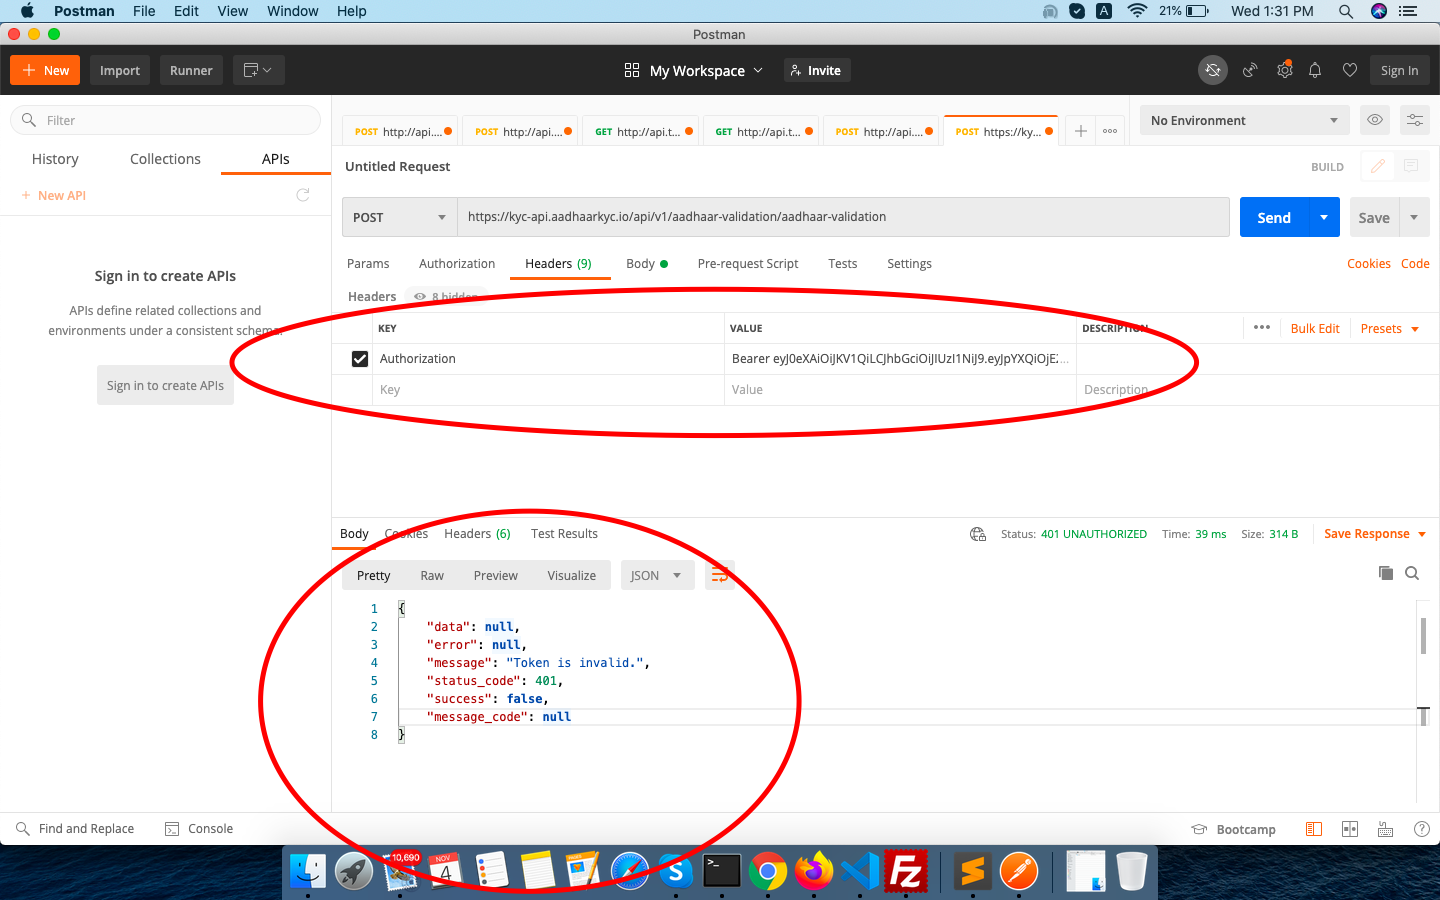 Postman File Edit View Window Help 21% Wed 1:31 PM
Postman
New Import Runner My Workspace Invite Sign In
Filter
POST http://api.... POST http://api.... GET http://api.t... GET http://api.t... POST http://api.... POST https://ky... No Environment
History Collections APIs
Untitled Request BUILD
+ New API
POST https://kyc-api.aadhaarkyc.io/api/v1/aadhaar-validation/aadhaar-validation Send Save
Params Authorization Headers (9) Body Pre-request Script Tests Settings Cookies Code
Sign in to create APIs
Headers 8 hidden
APIs define related collections and
environments under a consistent schema.
KEY VALUE DESCRIPTION Bulk Edit Presets
Authorization Bearer eyJ0eXAiOiJKV1QiLCJhbGciOiJIUzI1NiJ9.eyJpYXQiOjE...
Sign in to create APIs
Key Value Description
Body Cookies Headers (6) Test Results Status: 401 UNAUTHORIZED Time: 39 ms Size: 314 B Save Response
Pretty Raw Preview Visualize JSON
1 {
2 "data": null,
3 "error": null,
4 "message": "Token is invalid.",
5 "status_code": 401,
6 "success": false,
7 "message_code": null
8 }
Find and Replace Console Bootcamp
10,690
NOV
4